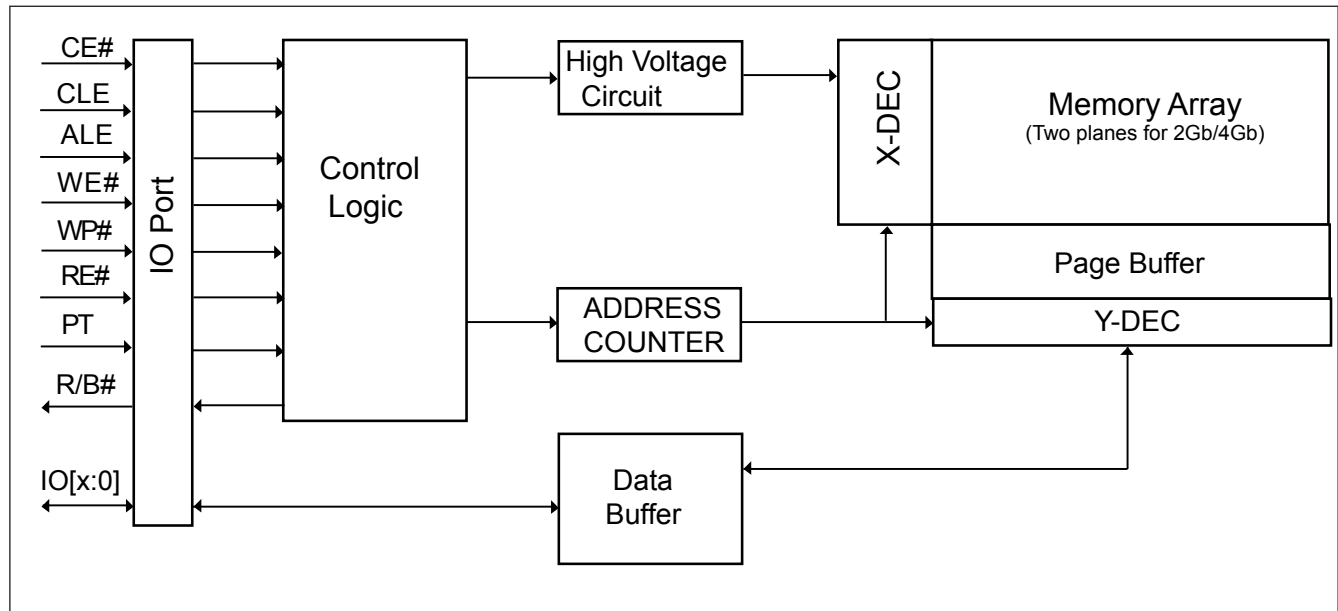 CE#
CLE
ALE
WE#
WP#
RE#
PT
R/B#
IO[x:0]
IO Port
Control
Logic
High Voltage
Circuit
ADDRESS
COUNTER
Data
Buffer
X-DEC
Memory Array
(Two planes for 2Gb/4Gb)
Page Buffer
Y-DEC